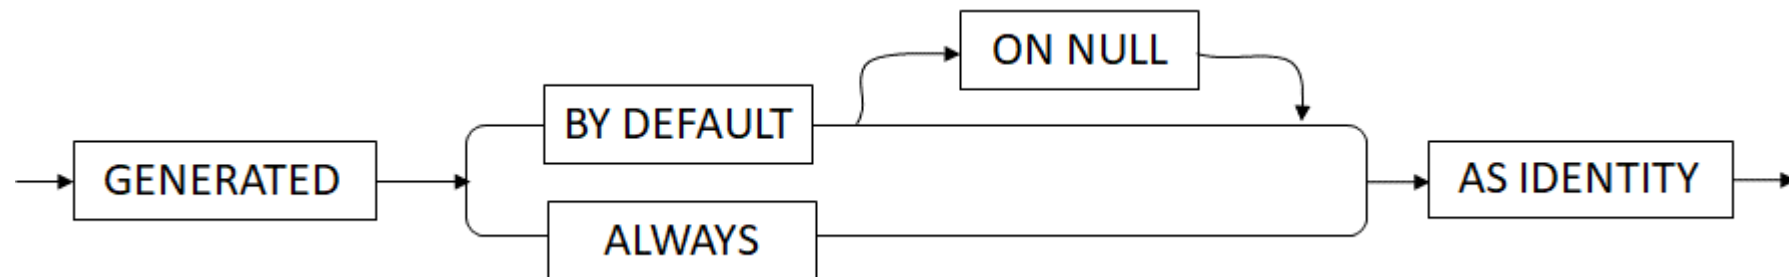 ON NULL
BY DEFAULT
GENERATED
AS IDENTITY
ALWAYS